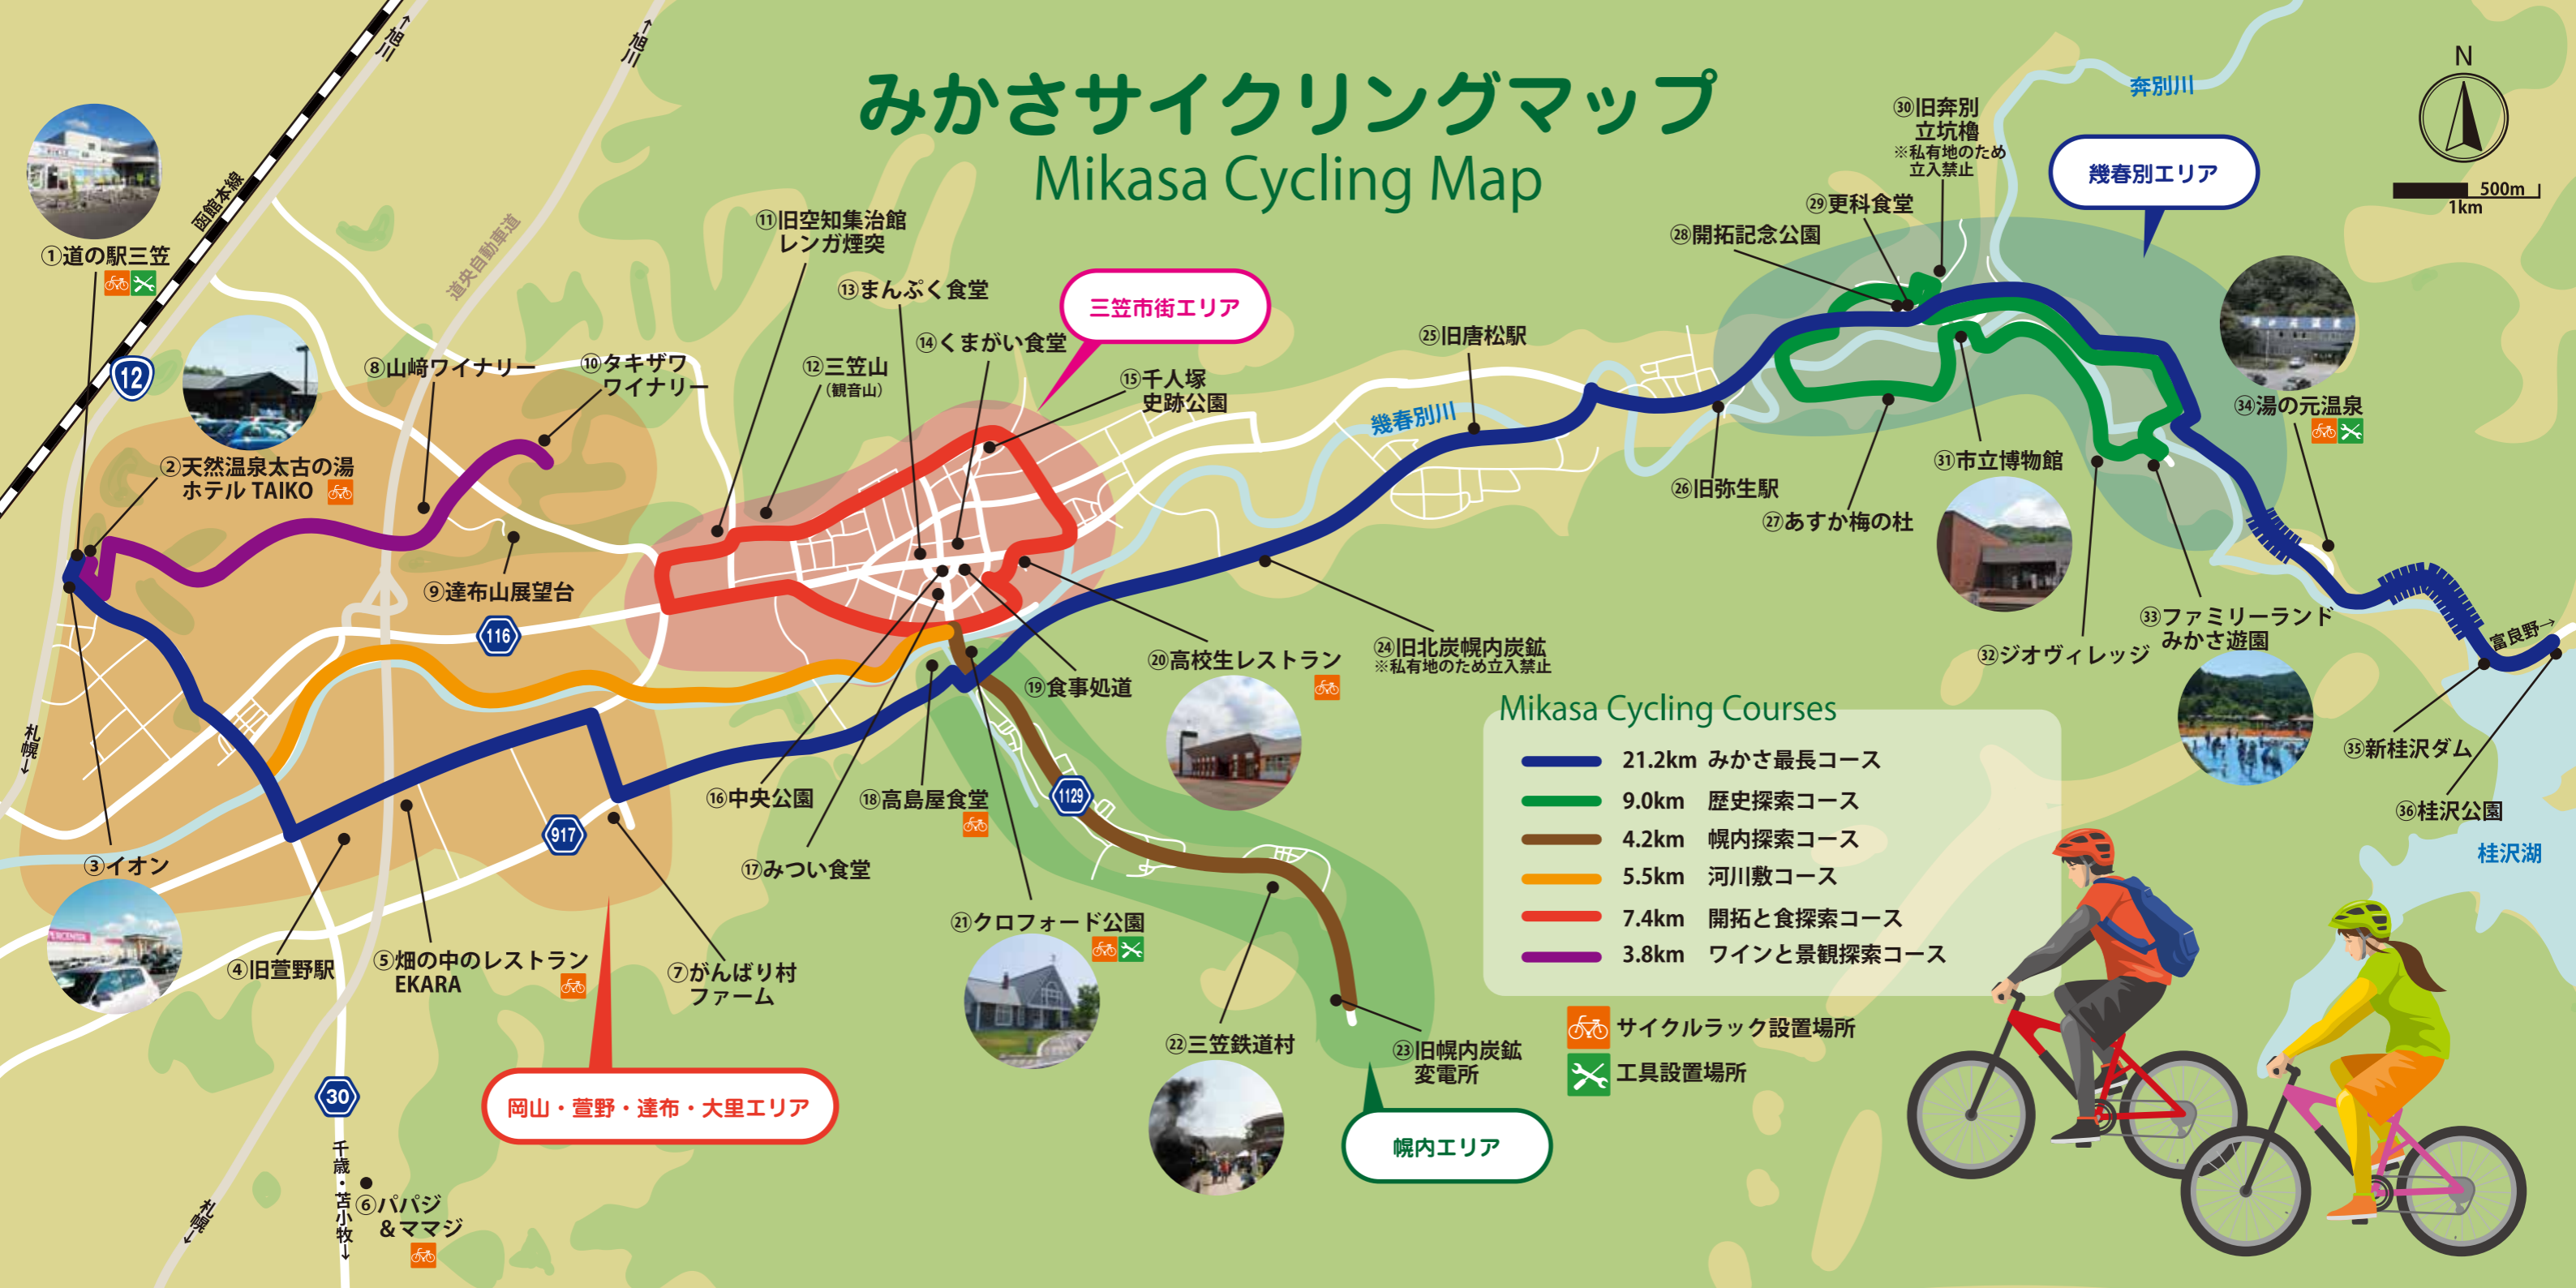 みかさサイクリングマップ
Mikasa Cycling Map
↑旭川
↑旭川
函館本線
道央自動車道
N
500m
1km
奔別川
幾春別エリア
①道の駅三笠
12
②天然温泉太古の湯
ホテル TAIKO
⑧山﨑ワイナリー
⑩タキザワ
ワイナリー
⑪旧空知集治館
レンガ煙突
⑫三笠山
（観音山）
⑬まんぷく食堂
⑭くまがい食堂
三笠市街エリア
⑮千人塚
史跡公園
幾春別川
㉕旧唐松駅
㉖旧弥生駅
㉗あすか梅の杜
㉘開拓記念公園
㉙更科食堂
㉚旧奔別
立坑櫓
※私有地のため
立入禁止
㉛市立博物館
㉜ジオヴィレッジ
㉝ファミリーランド
みかさ遊園
㉞湯の元温泉
富良野→
㉟新桂沢ダム
㊱桂沢公園
桂沢湖
⑨達布山展望台
116
札幌↓
③イオン
④旧萱野駅
⑤畑の中のレストラン
EKARA
917
⑦がんばり村
ファーム
⑯中央公園
⑰みつい食堂
⑱高島屋食堂
⑲食事処道
⑳高校生レストラン
㉔旧北炭幌内炭鉱
※私有地のため立入禁止
1129
㉑クロフォード公園
㉒三笠鉄道村
㉓旧幌内炭鉱
変電所
幌内エリア
岡山・萱野・達布・大里エリア
30
千歳・苫小牧↓
札幌↓
⑥パパジ
＆ママジ
Mikasa Cycling Courses
21.2km みかさ最長コース
9.0km 歴史探索コース
4.2km 幌内探索コース
5.5km 河川敷コース
7.4km 開拓と食探索コース
3.8km ワインと景観探索コース
サイクルラック設置場所
工具設置場所